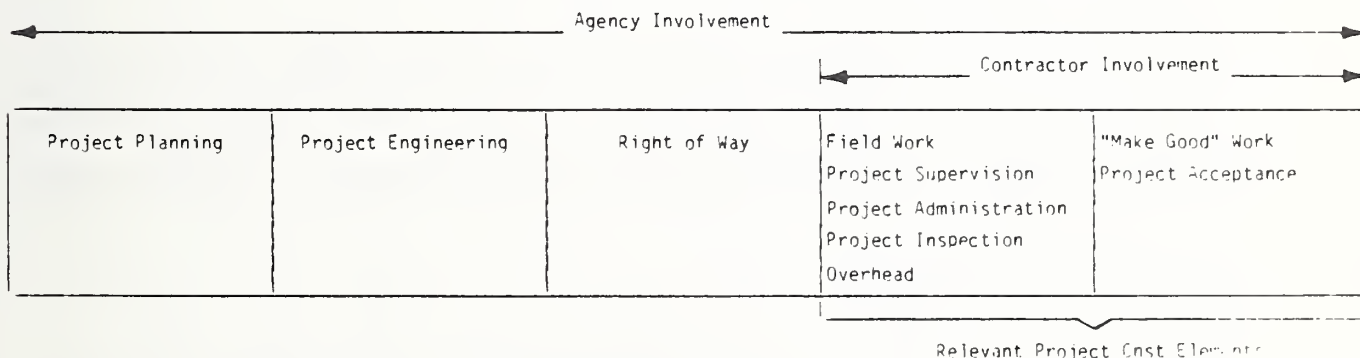 Agency Involvement
Contractor Involvement
Project Planning
Project Engineering
Right of Way
Field Work
Project Supervision
Project Administration
Project Inspection
Overhead
"Make Good" Work
Project Acceptance
Relevant Project Cost Elements